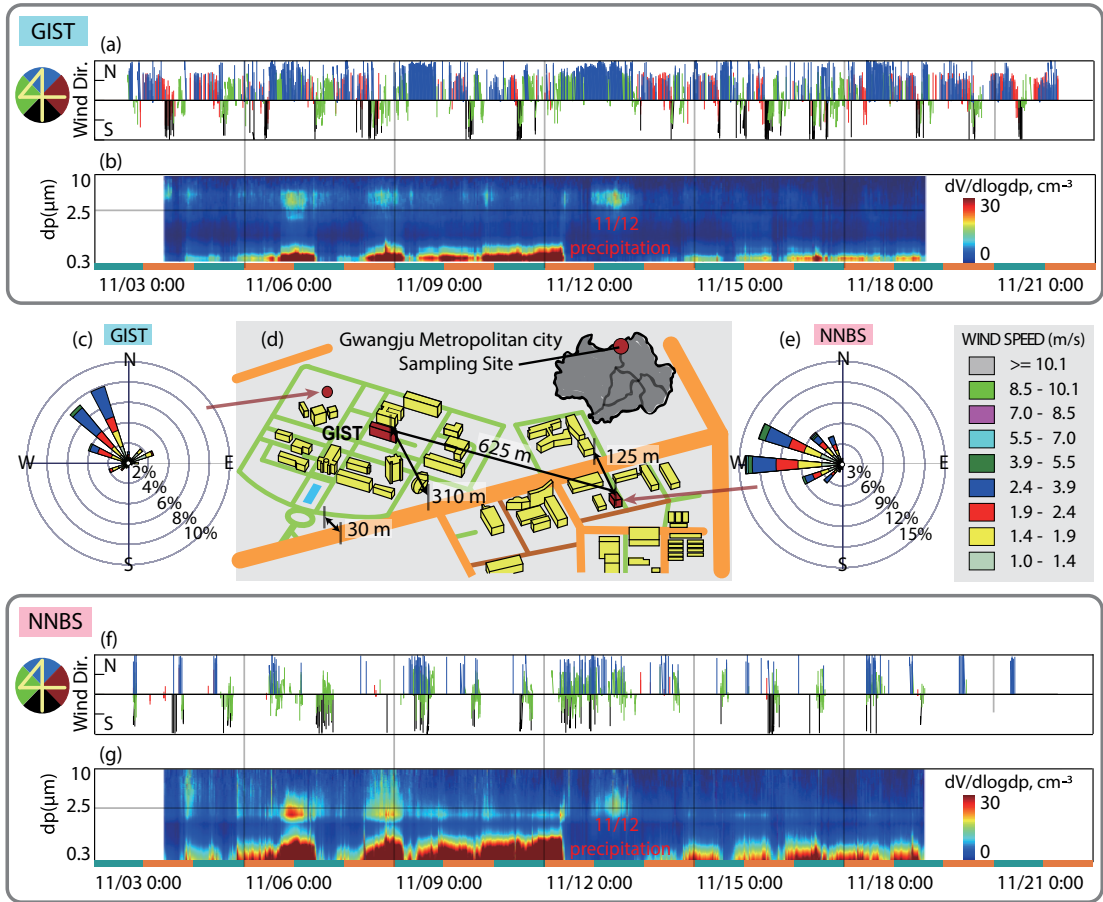 GIST
(a)
Wind Dir.
N
S
(b)
dp(µm)
10
2.5
0.3
11/12
precipitation
dV/dlogdp, cm⁻³
30
0
11/03 0:00
11/06 0:00
11/09 0:00
11/12 0:00
11/15 0:00
11/18 0:00
11/21 0:00
(c)
GIST
N
W
E
S
2%
4%
6%
8%
10%
(d)
Gwangju Metropolitan city
Sampling Site
GIST
625 m
125 m
310 m
30 m
(e)
NNBS
N
W
E
S
3%
6%
9%
12%
15%
WIND SPEED (m/s)
>= 10.1
8.5 - 10.1
7.0 - 8.5
5.5 - 7.0
3.9 - 5.5
2.4 - 3.9
1.9 - 2.4
1.4 - 1.9
1.0 - 1.4
NNBS
(f)
Wind Dir.
N
S
(g)
dp(µm)
10
2.5
0.3
11/12
precipitation
dV/dlogdp, cm⁻³
30
0
11/03 0:00
11/06 0:00
11/09 0:00
11/12 0:00
11/15 0:00
11/18 0:00
11/21 0:00